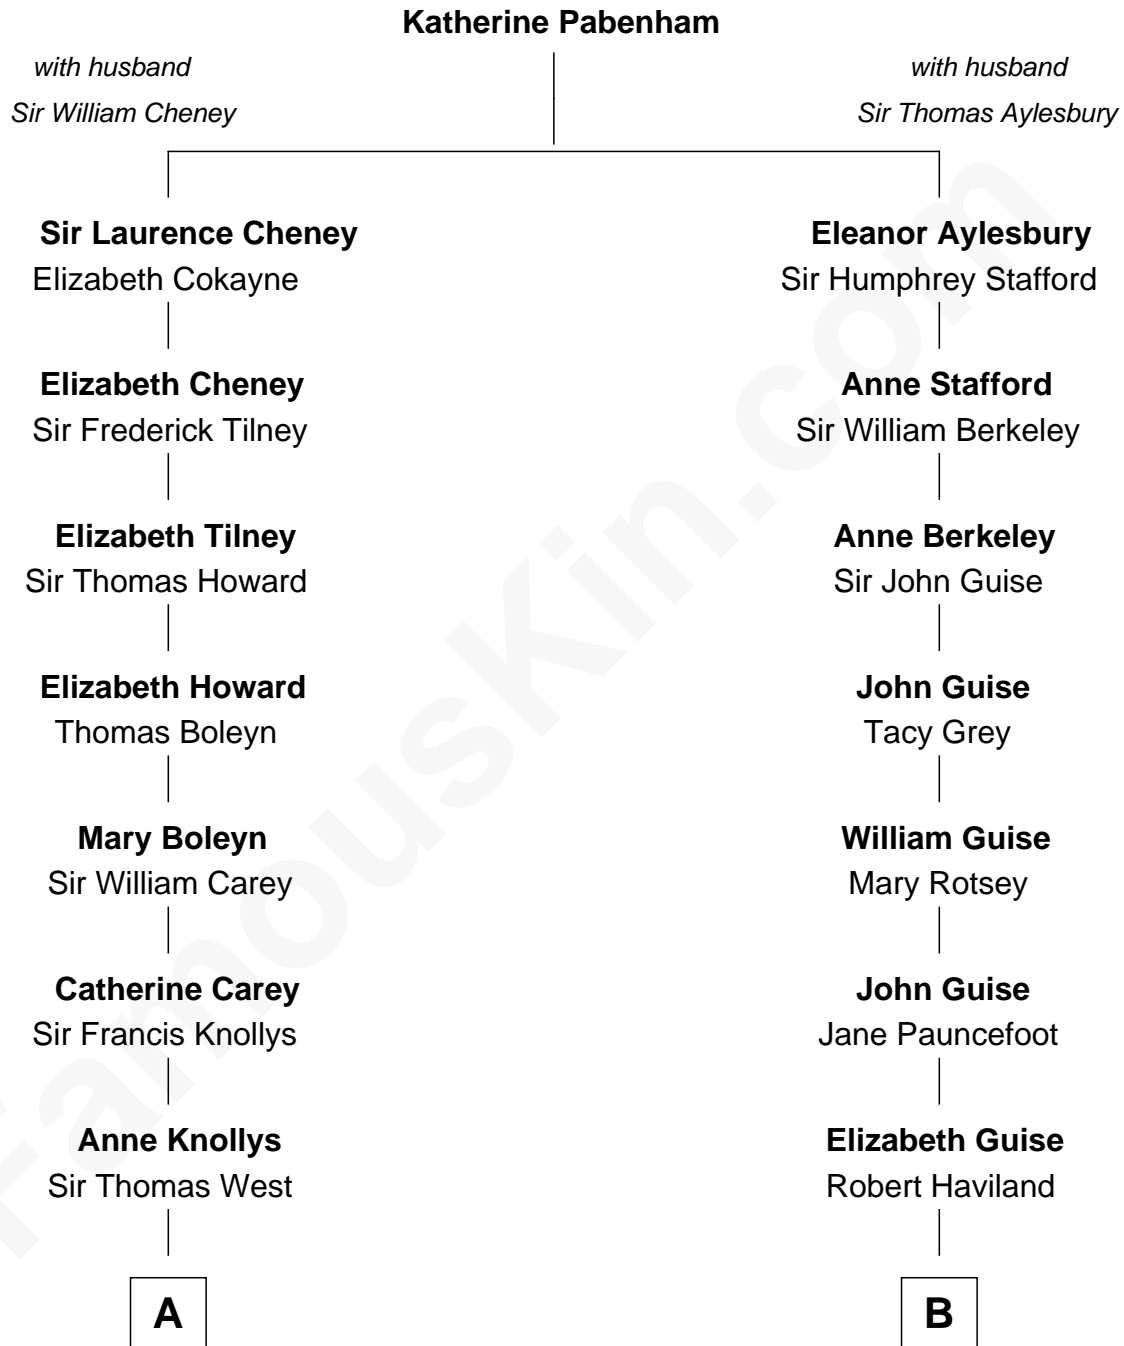 Katherine Pabenham
with husband
Sir William Cheney
with husband
Sir Thomas Aylesbury
Sir Laurence Cheney
Elizabeth Cokayne
Elizabeth Cheney
Sir Frederick Tilney
Elizabeth Tilney
Sir Thomas Howard
Elizabeth Howard
Thomas Boleyn
Mary Boleyn
Sir William Carey
Catherine Carey
Sir Francis Knollys
Anne Knollys
Sir Thomas West
A
Eleanor Aylesbury
Sir Humphrey Stafford
Anne Stafford
Sir William Berkeley
Anne Berkeley
Sir John Guise
John Guise
Tacy Grey
William Guise
Mary Rotsey
John Guise
Jane Pauncefoot
Elizabeth Guise
Robert Haviland
B
FamousKin.com